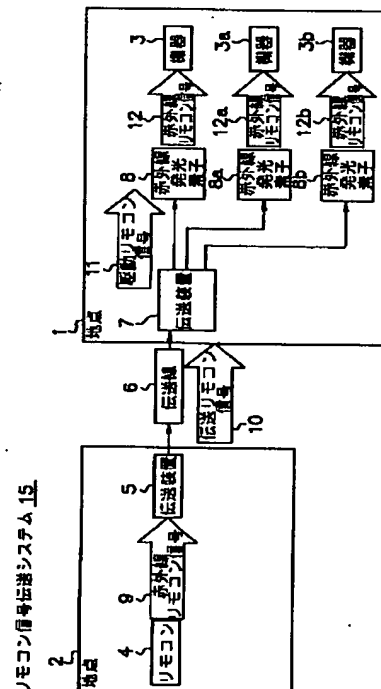 リモコン信号伝送システム 15
2
地点
4
リモコン
9
赤外線
リモコン信号
5
伝送装置
6
伝送線
10
伝送リモコン
信号
1
地点
7
伝送装置
11
駆動リモコン
信号
8
赤外線
発光
素子
12
赤外線
リモコン信号
3
機器
8a
赤外線
発光
素子
12a
赤外線
リモコン信号
3a
機器
8b
赤外線
発光
素子
12b
赤外線
リモコン信号
3b
機器